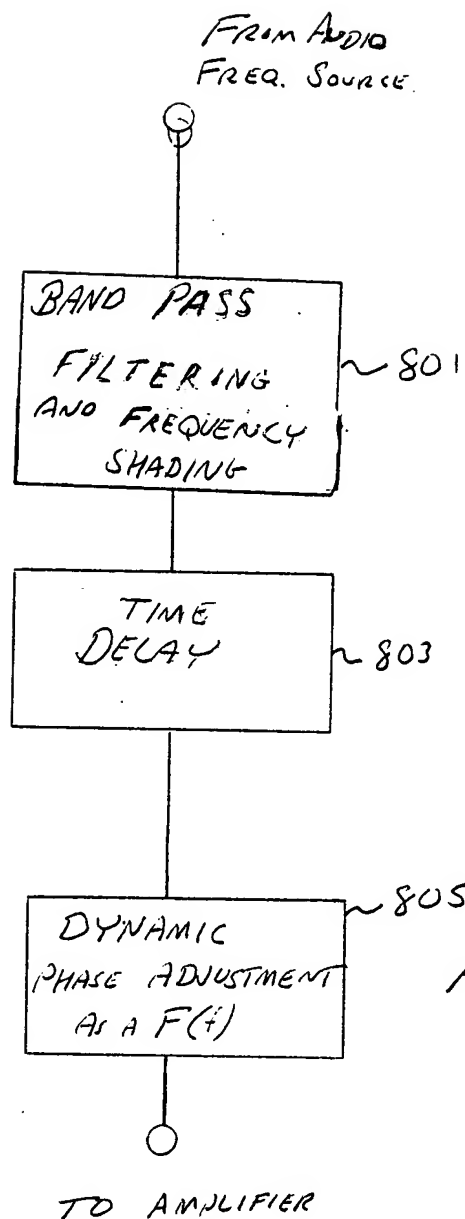 FROM AUDIO
FREQ. SOURCE
BAND PASS
FILTERING
AND FREQUENCY
SHADING
801
TIME
DELAY
803
805
DYNAMIC
PHASE ADJUSTMENT
AS A F(f)
TO AMPLIFIER